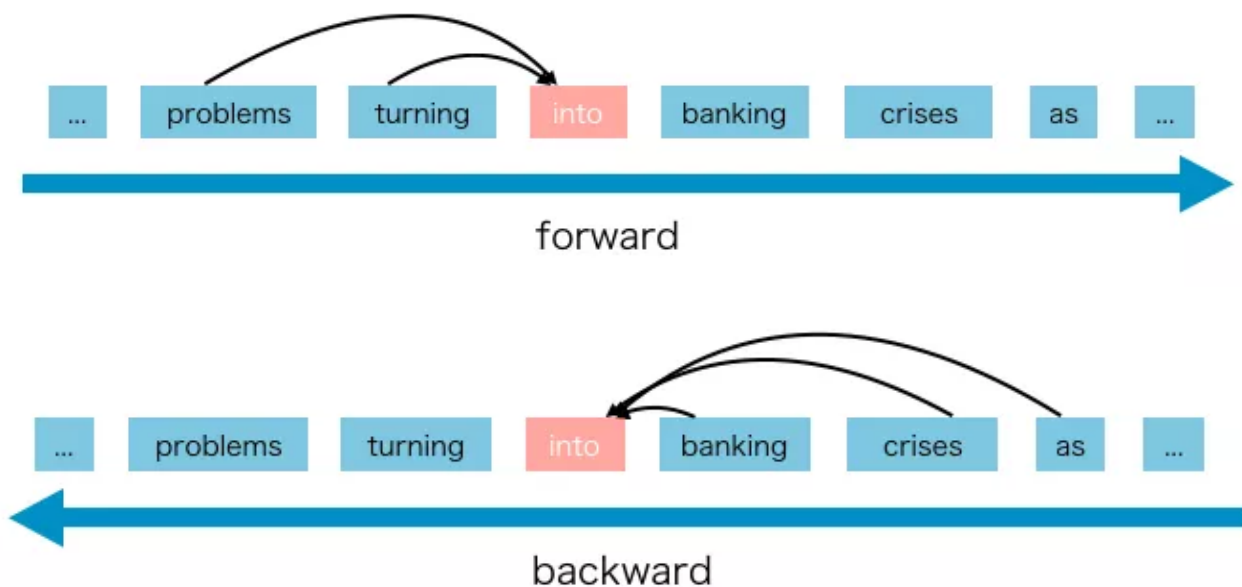 ... problems turning into banking crises as ...
forward
... problems turning into banking crises as ...
backward